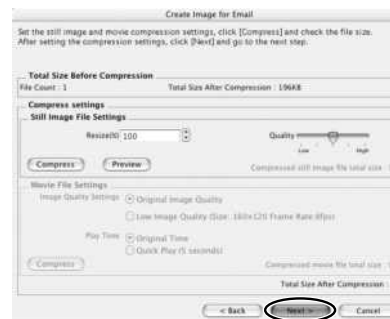 Create Image for Email
Set the still image and movie compression settings, click [Compress] and check the file size.
After setting the compression settings, click [Next] and go to the next step.
Total Size Before Compression
File Count : 1 Total Size After Compression : 196KB
Compress settings
Still Image File Settings
Resize(%) 100 Quality
Low High
Compress Preview Compressed still image file total size :
Movie File Settings
Image Quality Settings Original Image Quality
Low Image Quality (Size: 160×120 Frame Rate:8fps)
Play Time Original Time
Quick Play (5 seconds)
Compress Compressed movie file total size :
Total Size After Compression :
< Back Next > Cancel